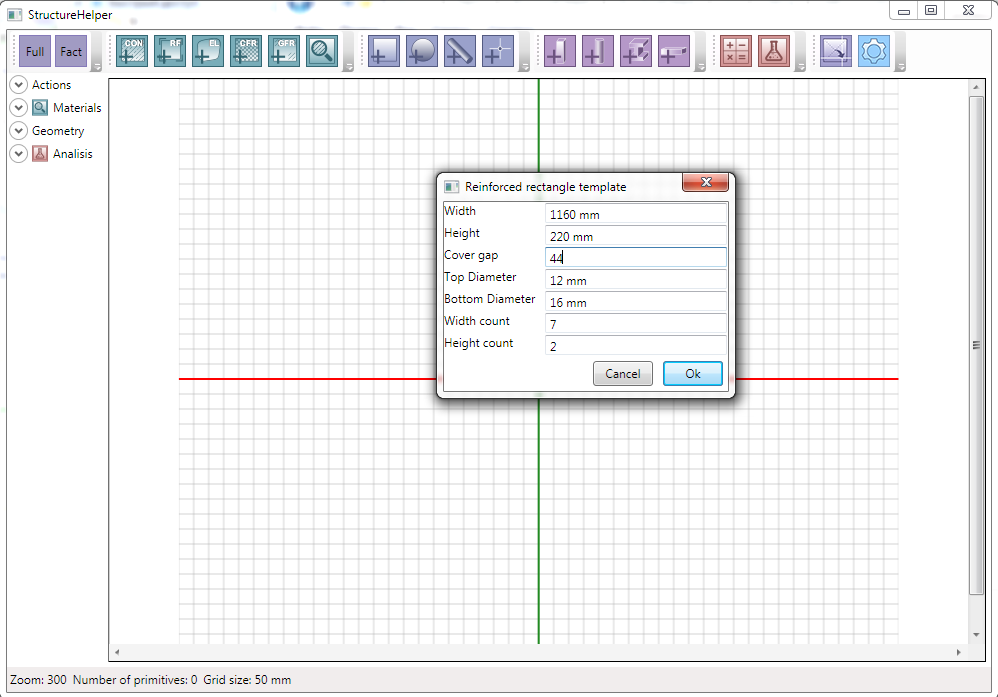 StructureHelper
Full Fact CON RF EL CFR GFR
Actions
Materials
Geometry
Analisis
Reinforced rectangle template
Width 1160 mm
Height 220 mm
Cover gap 44
Top Diameter 12 mm
Bottom Diameter 16 mm
Width count 7
Height count 2
Cancel Ok
Zoom: 300 Number of primitives: 0 Grid size: 50 mm